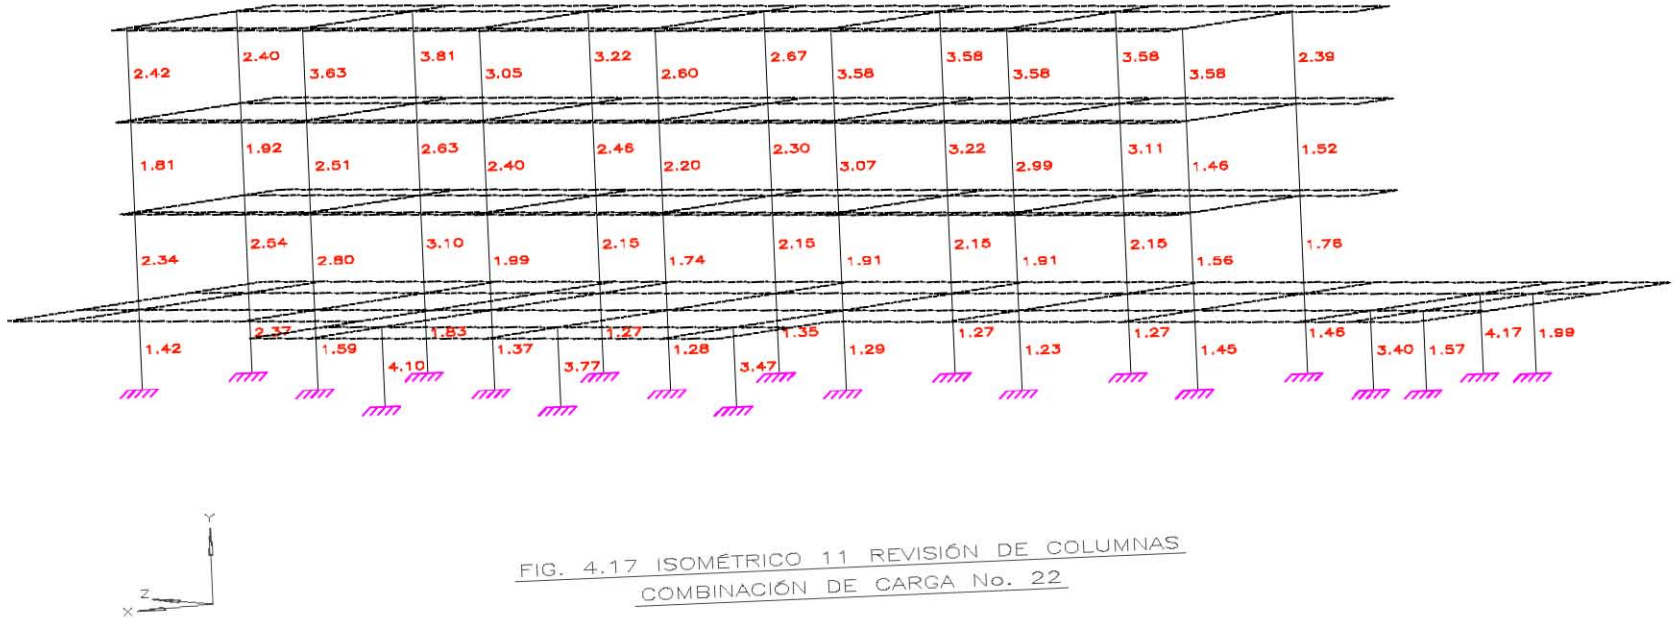 2.40 3.81 3.22 2.67 3.58 3.58 2.39
2.42 3.63 3.05 2.60 3.58 3.58 3.58
1.92 2.63 2.46 2.30 3.22 3.11 1.52
1.81 2.51 2.40 2.20 3.07 2.99 1.46
2.54 3.10 2.15 2.15 2.15 2.15 1.76
2.34 2.80 1.99 1.74 1.91 1.91 1.56
2.37 1.83 1.27 1.35 1.27 1.27 1.46 4.17 1.99
1.42 1.59 1.37 1.28 1.29 1.23 1.45 3.40 1.57
4.10 3.77 3.47
Y
Z
X
FIG. 4.17 ISOMÉTRICO 11 REVISIÓN DE COLUMNAS
COMBINACIÓN DE CARGA No. 22